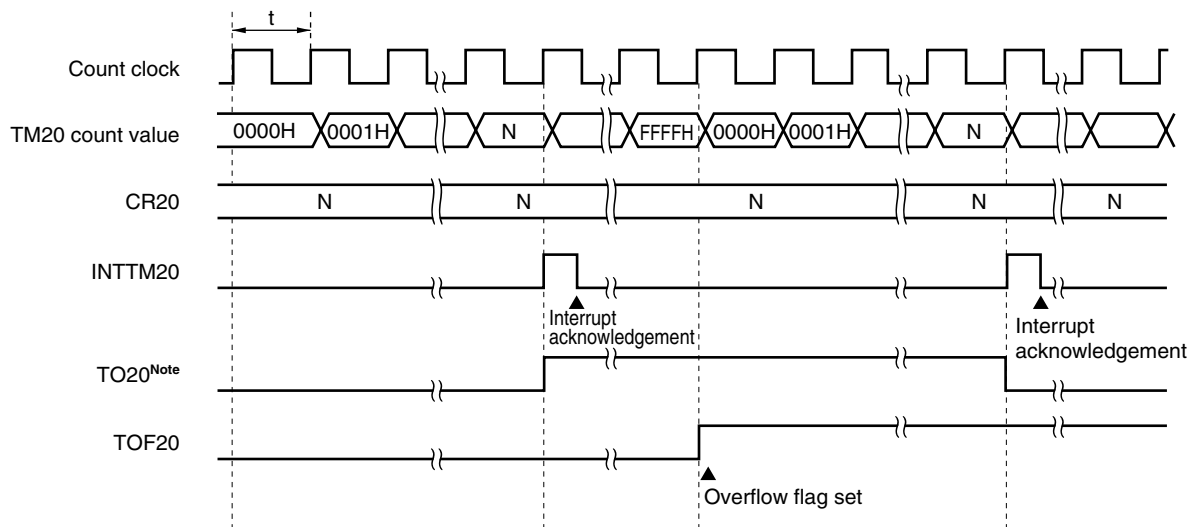 t
Count clock
TM20 count value 0000H 0001H N FFFFH 0000H 0001H N
CR20 N N N N N
INTTM20
Interrupt
acknowledgement
Interrupt
acknowledgement
TO20Note
TOF20
Overflow flag set